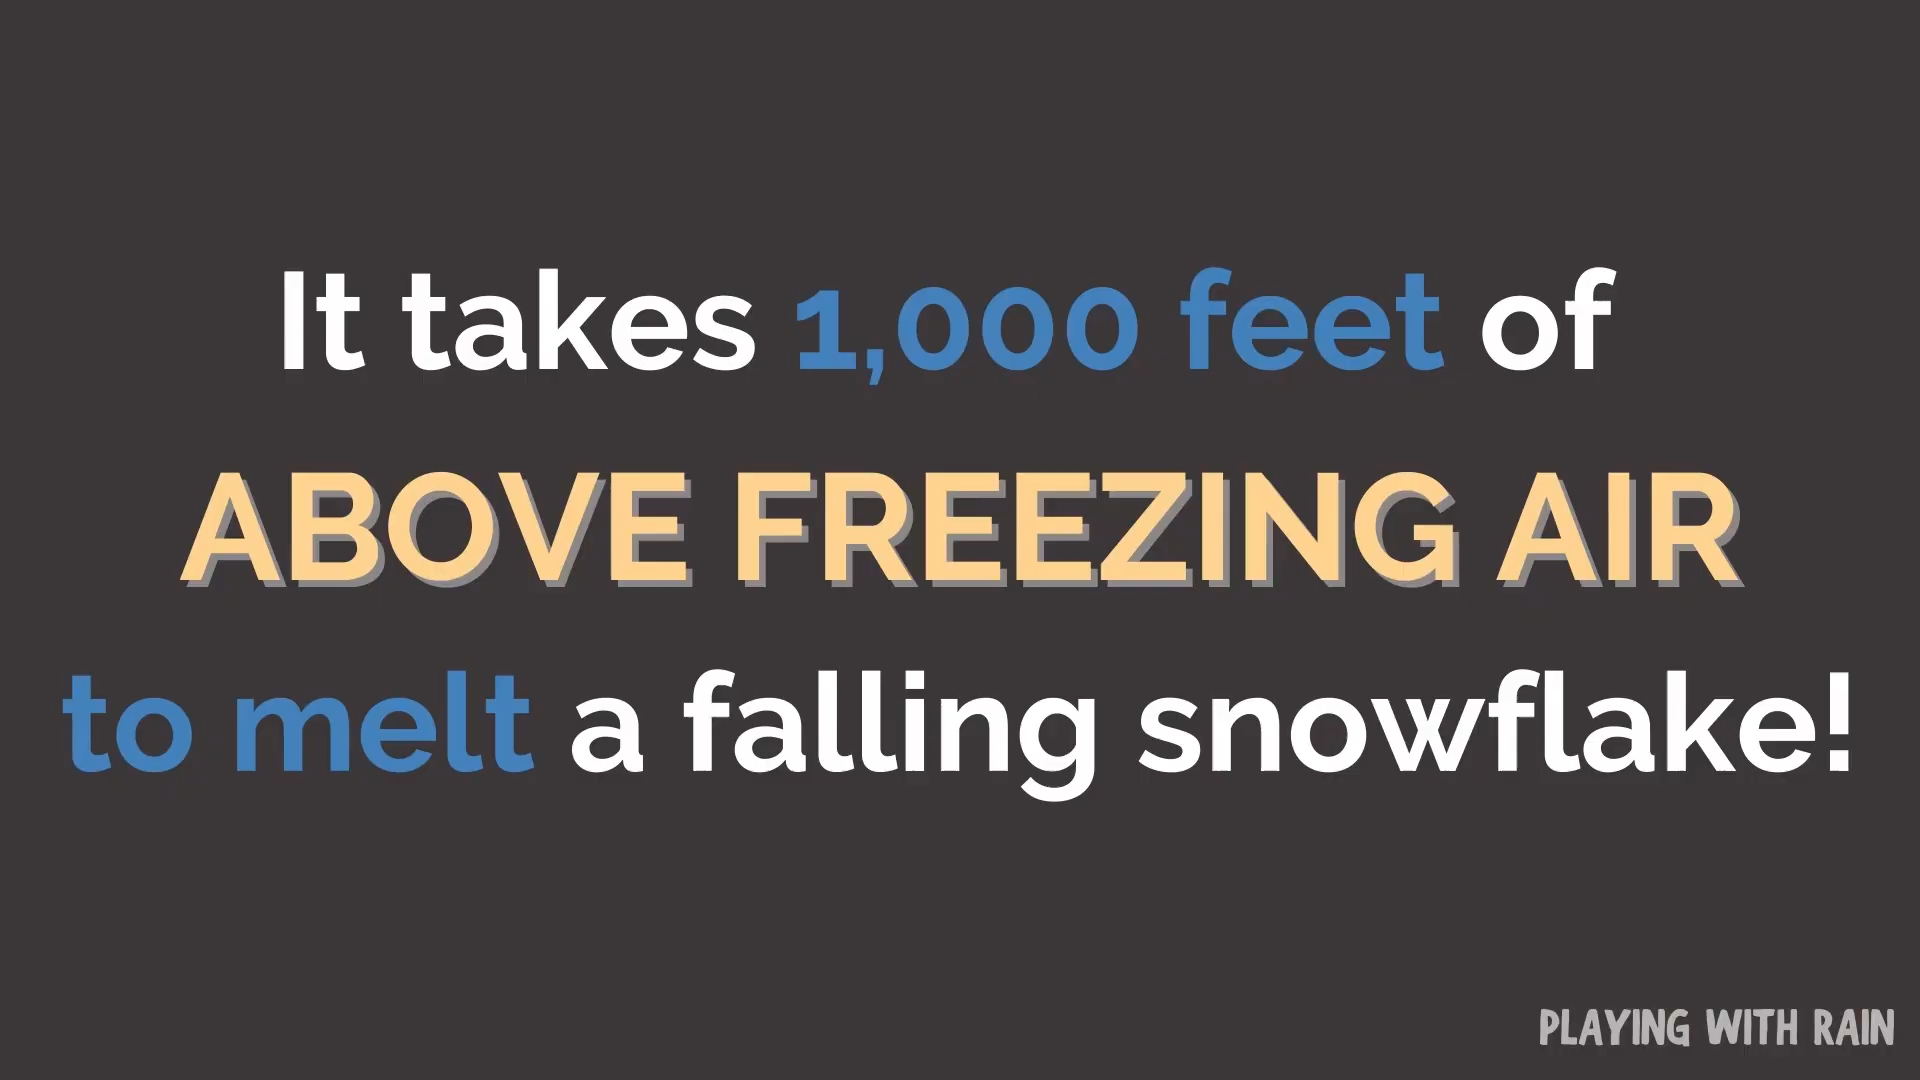 It takes 1,000 feet of
ABOVE FREEZING AIR
to melt a falling snowflake!
PLAYING WITH RAIN